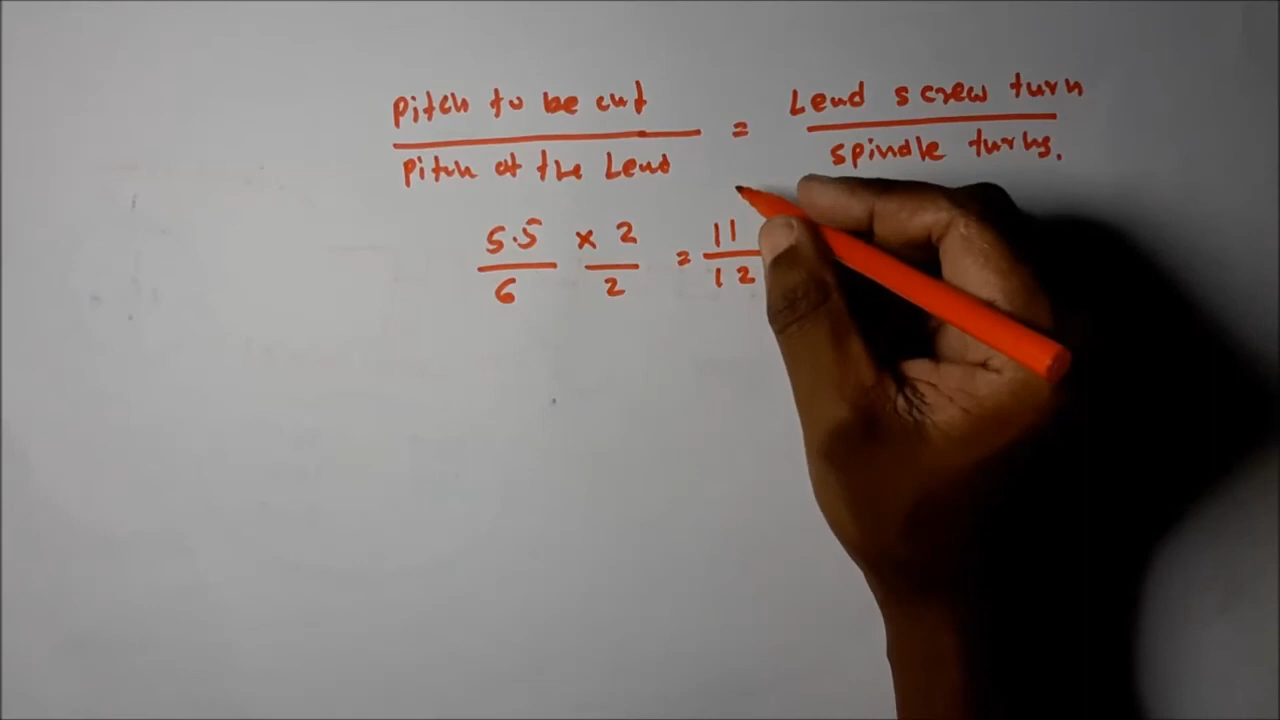 Pitch to be cut = Lead screw turn
Pitch of the Lead spindle turns.
5.5 × 2 = 11
6 2 12